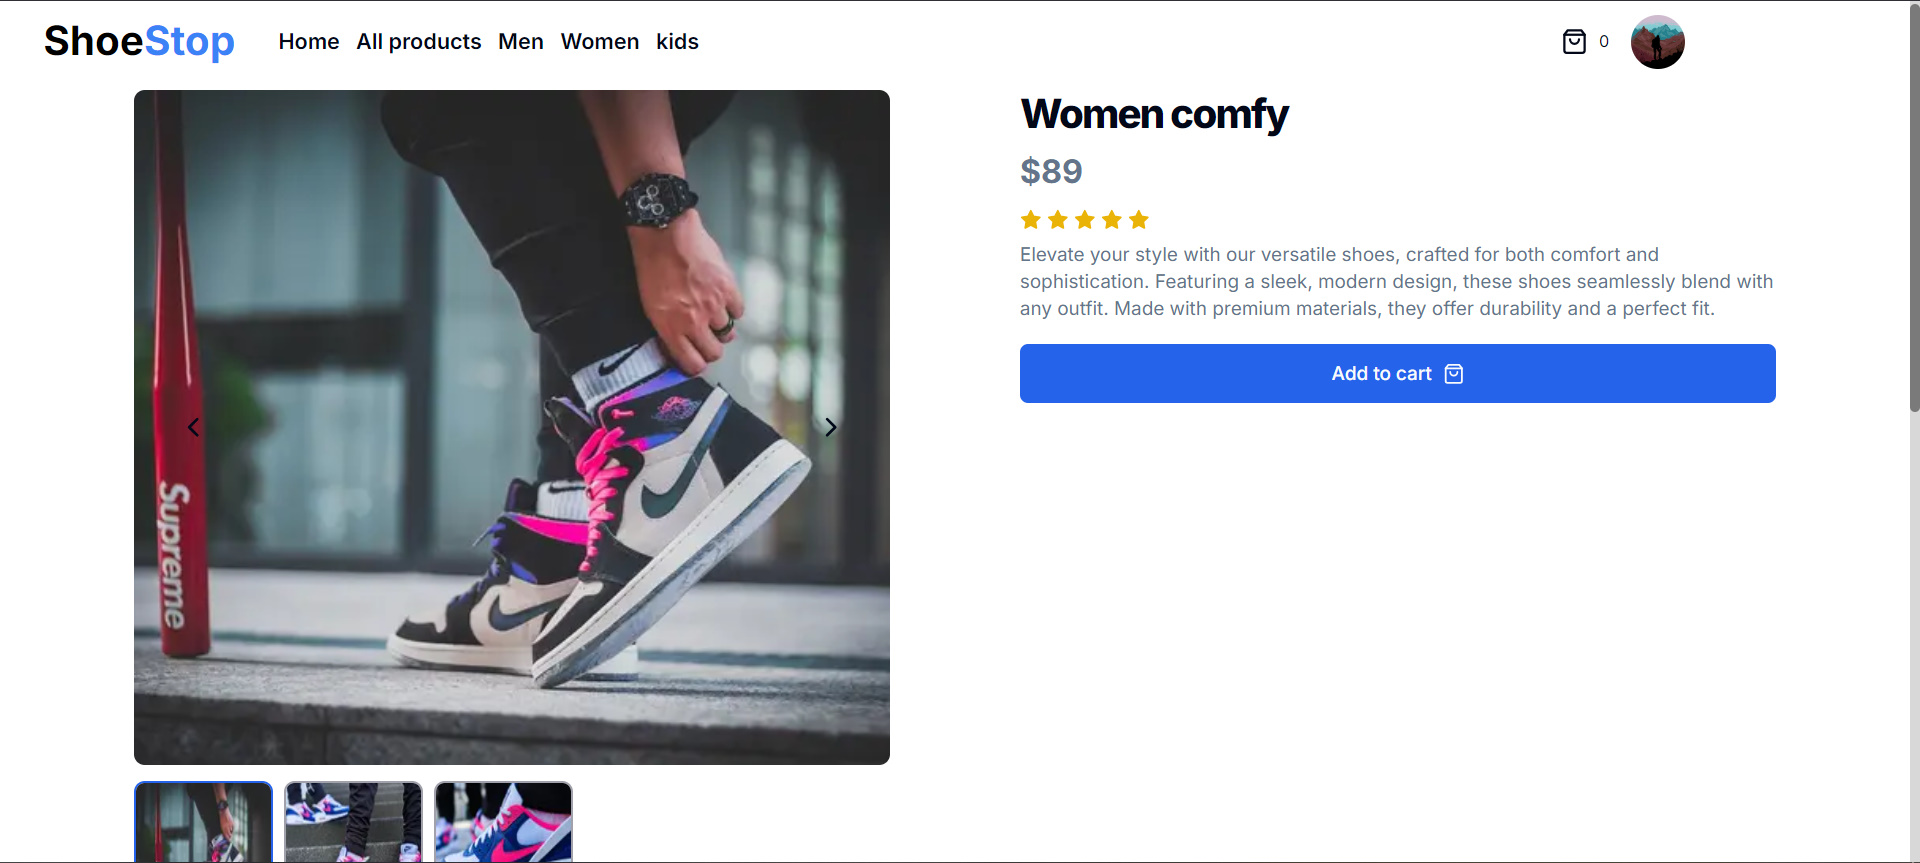 ShoeStop
Home All products Men Women kids
0
Women comfy
$89
Elevate your style with our versatile shoes, crafted for both comfort and
sophistication. Featuring a sleek, modern design, these shoes seamlessly blend with
any outfit. Made with premium materials, they offer durability and a perfect fit.
Add to cart
Supreme